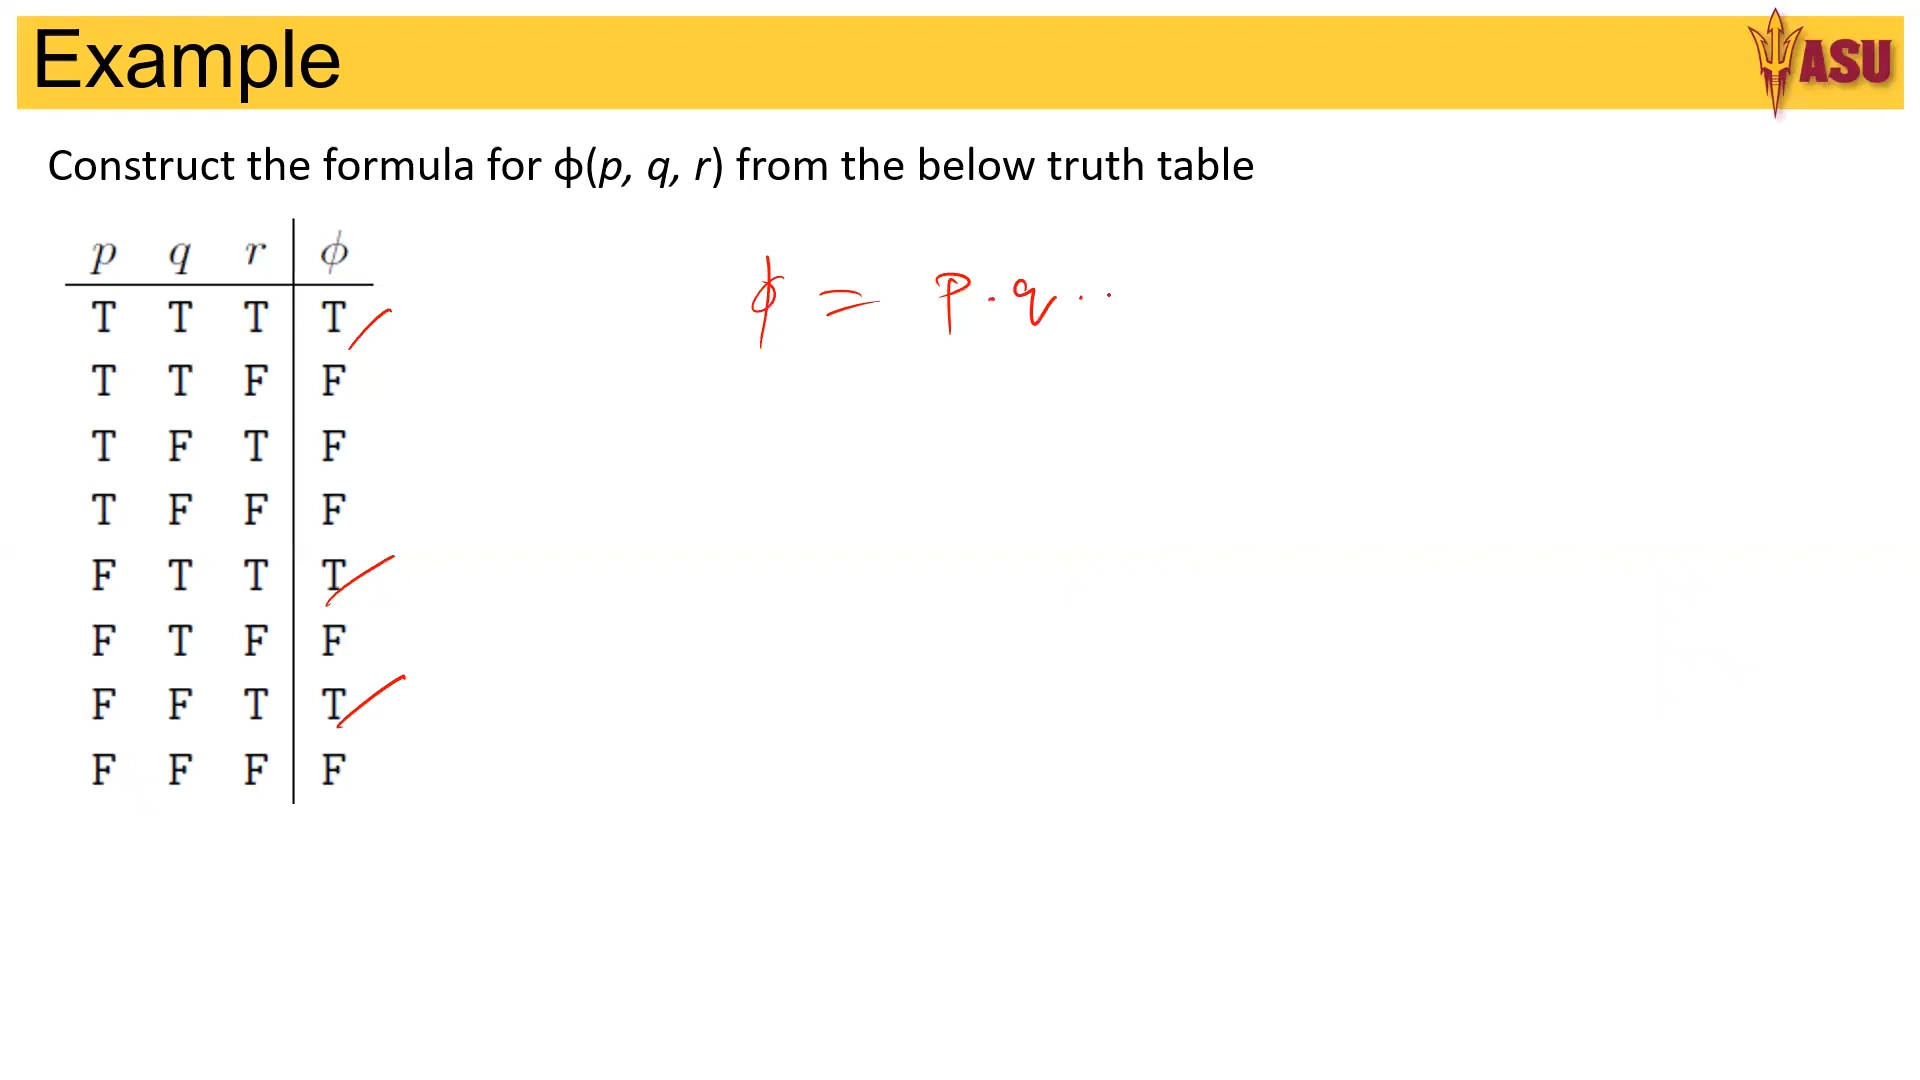 Example
ASU
Construct the formula for ϕ(p, q, r) from the below truth table
p q r ϕ
T T T T
T T F F
T F T F
T F F F
F T T T
F T F F
F F T T
F F F F
ϕ = p · q · ·